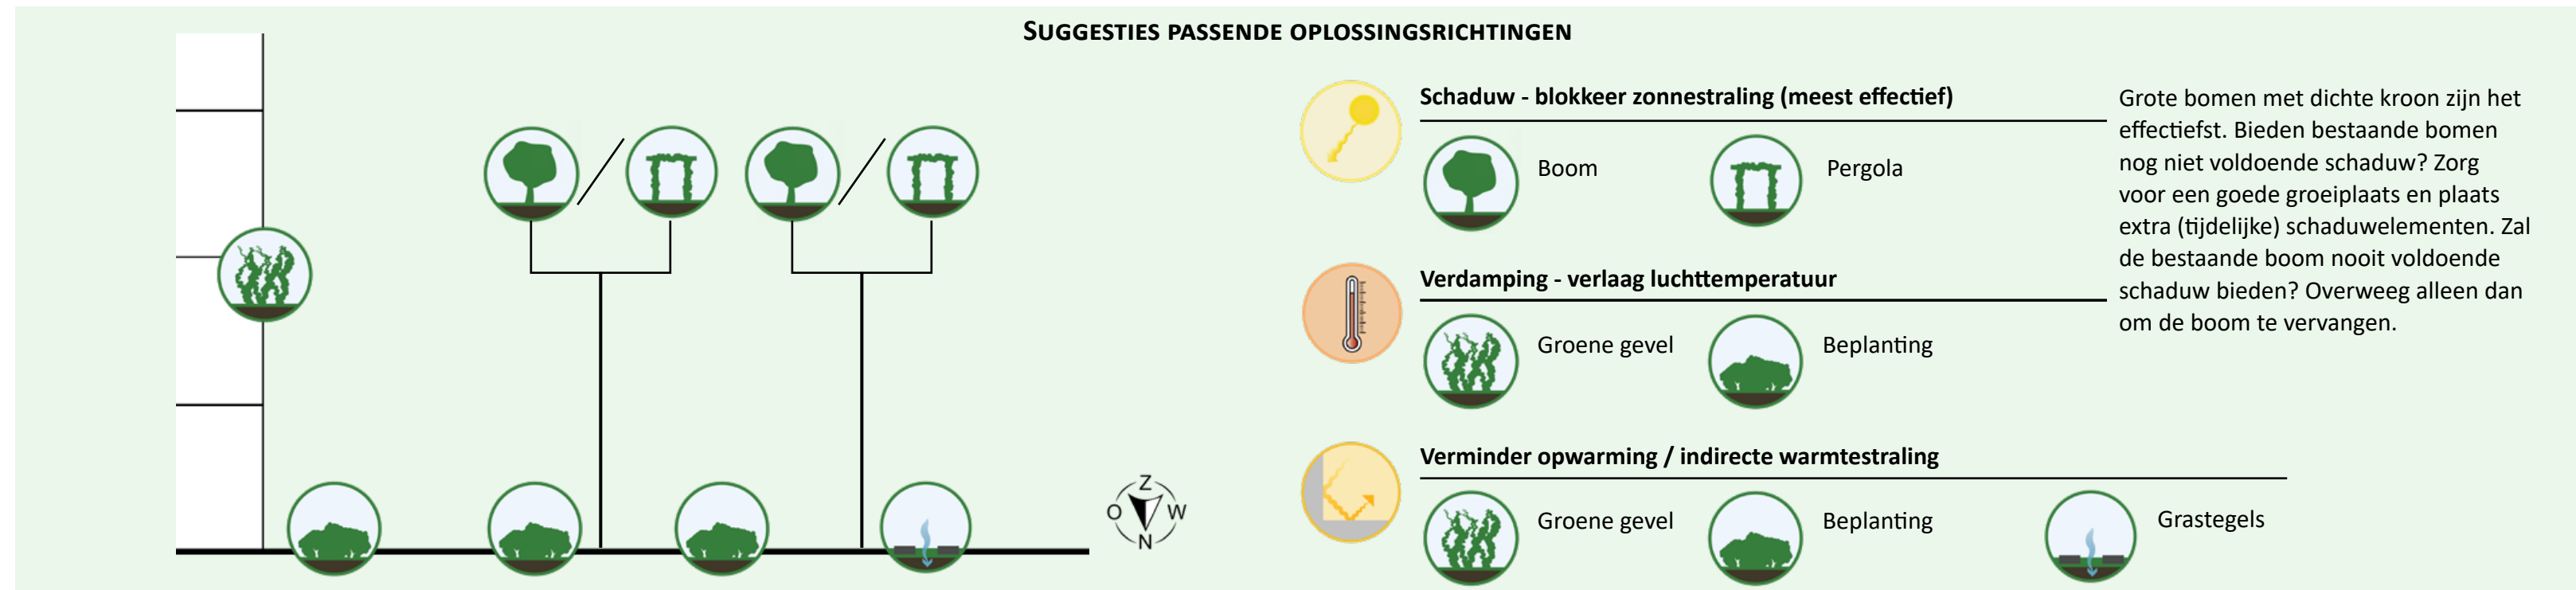 SUGGESTIES PASSENDE OPLOSSINGSRICHTINGEN
Z
O W
N
Schaduw - blokkeer zonnestraling (meest effectief)
Boom
Pergola
Verdamping - verlaag luchttemperatuur
Groene gevel
Beplanting
Verminder opwarming / indirecte warmtestraling
Groene gevel
Beplanting
Grastegels
Grote bomen met dichte kroon zijn het
effectiefst. Bieden bestaande bomen
nog niet voldoende schaduw? Zorg
voor een goede groeiplaats en plaats
extra (tijdelijke) schaduwelementen. Zal
de bestaande boom nooit voldoende
schaduw bieden? Overweeg alleen dan
om de boom te vervangen.